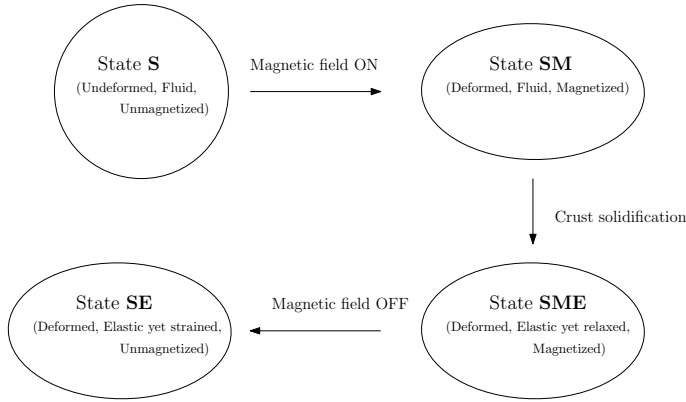 State S
(Undeformed, Fluid,
Unmagnetized)
Magnetic field ON
State SM
(Deformed, Fluid, Magnetized)
Crust solidification
State SE
(Deformed, Elastic yet strained,
Unmagnetized)
Magnetic field OFF
State SME
(Deformed, Elastic yet relaxed,
Magnetized)